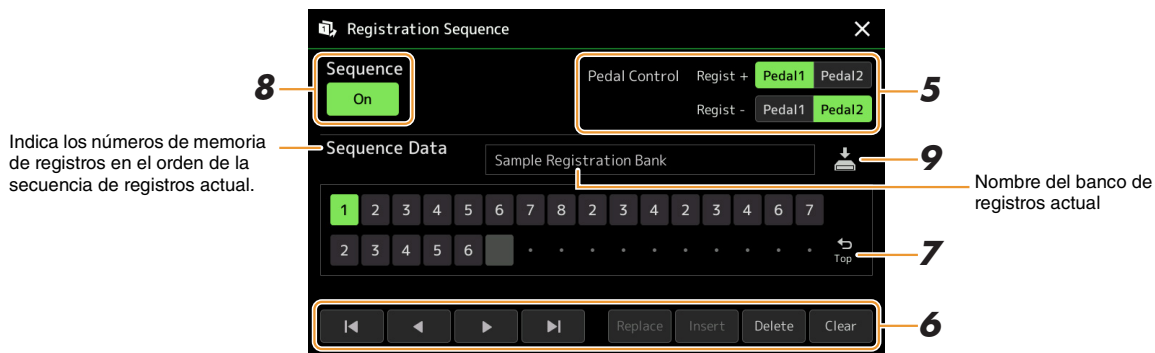 Registration Sequence
Sequence
On
8
Pedal Control Regist + Pedal1 Pedal2
Regist - Pedal1 Pedal2
5
Indica los números de memoria
de registros en el orden de la
secuencia de registros actual.
Sequence Data
Sample Registration Bank
9
Nombre del banco de
registros actual
1 2 3 4 5 6 7 8 2 3 4 2 3 4 6 7
2 3 4 5 6
Top
7
Replace Insert Delete Clear
6